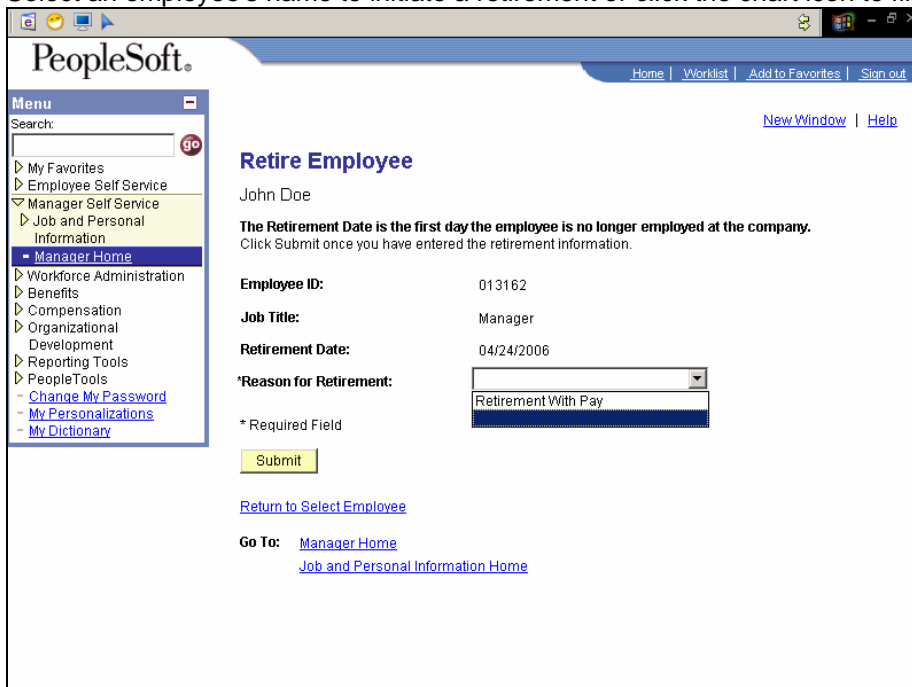 Select an employee's name to initiate a retirement or click the chart icon to
PeopleSoft®
Home | Worklist | Add to Favorites | Sign out
Menu
New Window | Help
Search:
go
My Favorites
Employee Self Service
Manager Self Service
Job and Personal
Information
- Manager Home
Workforce Administration
Benefits
Compensation
Organizational
Development
Reporting Tools
PeopleTools
- Change My Password
- My Personalizations
- My Dictionary
Retire Employee
John Doe
The Retirement Date is the first day the employee is no longer employed at the company.
Click Submit once you have entered the retirement information.
Employee ID: 013162
Job Title: Manager
Retirement Date: 04/24/2006
*Reason for Retirement:
Retirement With Pay
* Required Field
Submit
Return to Select Employee
Go To: Manager Home
Job and Personal Information Home